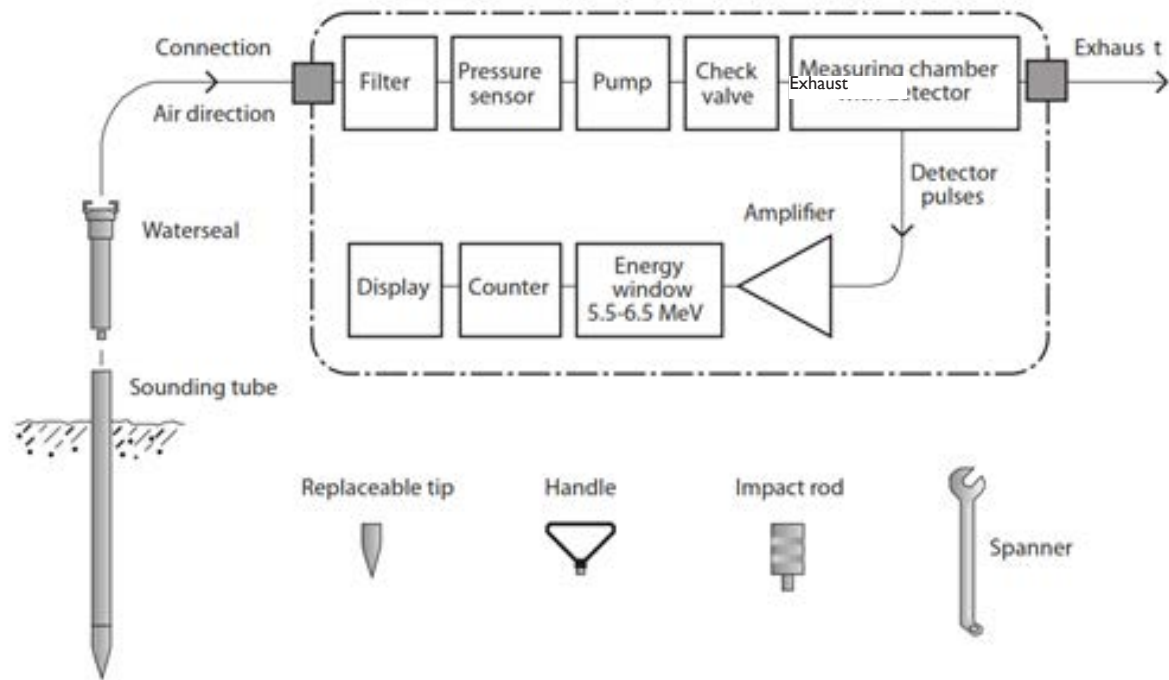 Connection
Air direction
Filter
Pressure
sensor
Pump
Check
valve
Measuring chamber
Exhaust
detector
Exhaus t
Detector
pulses
Amplifier
Energy
window
5.5-6.5 MeV
Counter
Display
Waterseal
Sounding tube
Replaceable tip
Handle
Impact rod
Spanner